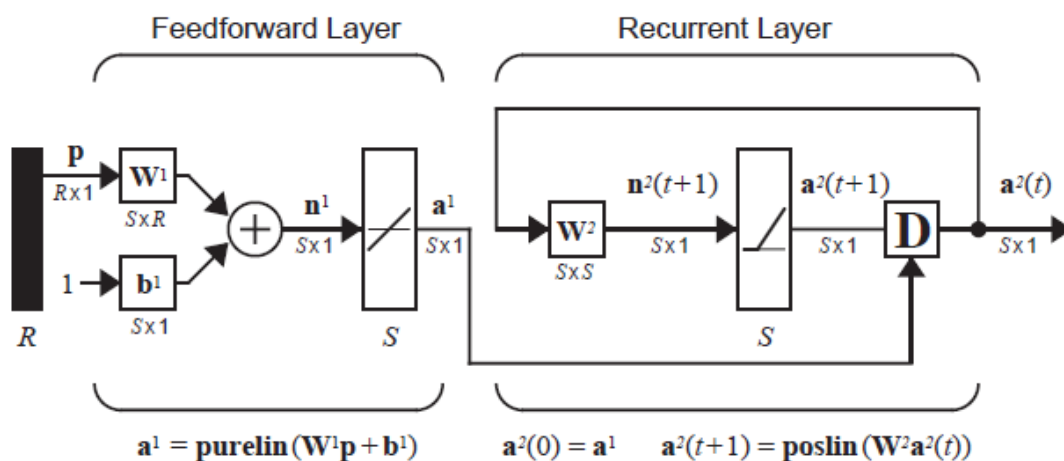 Feedforward Layer
Recurrent Layer
p
R x 1
W¹
S x R
1
b¹
S x 1
R
+
n¹
S x 1
S
a¹
S x 1
W²
S x S
n²(t+1)
S x 1
S
a²(t+1)
S x 1
D
a²(t)
S x 1
a¹ = purelin(W¹p + b¹)
a²(0) = a¹
a²(t+1) = poslin(W²a²(t))